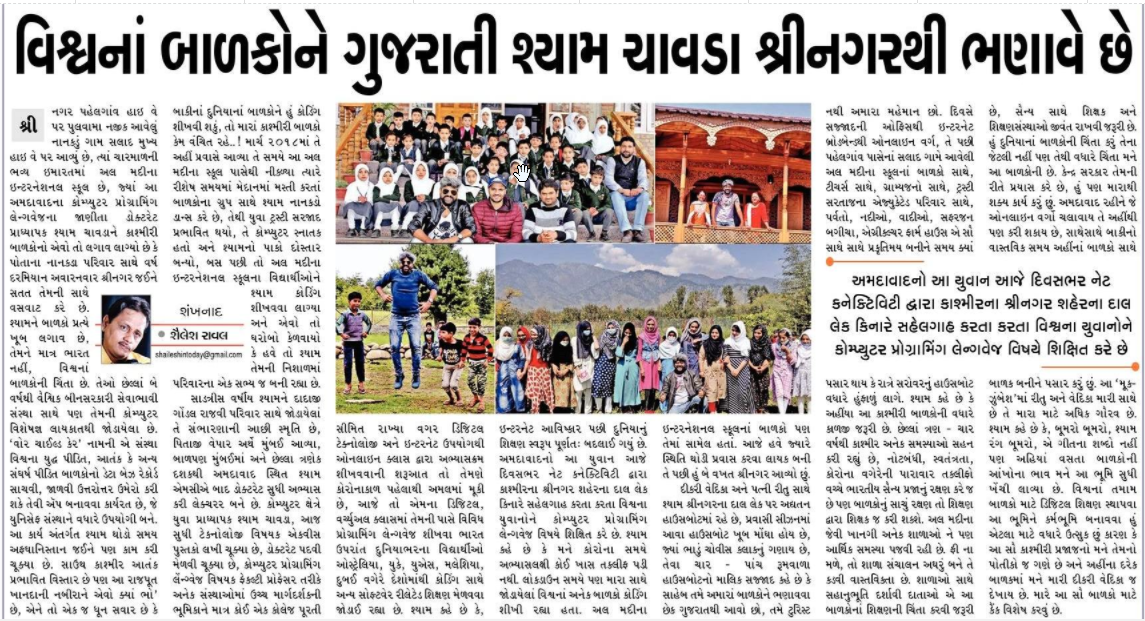 વિશ્વનાં બાળકોને ગુજરાતી શ્યામ ચાવડા શ્રીનગરથી ભણાવે છે
શ્રી
નગર પહેલગાંવ હાઇ વે
પર પુલવામા નજીક આવેલું
નાનકડું ગામ સલાદ મુખ્ય
હાઇ વે પર આવ્યું છે, ત્યાં ચારમાળની
ભવ્ય ઇમારતમાં અલ મદીના
ઇન્ટરનેશનલ સ્કૂલ છે, જ્યાં આ
અમદાવાદના કોમ્પ્યુટર પ્રોગ્રામિંગ
લેન્ગવેજના જાણીતા ડોક્ટરેટ
પ્રાધ્યાપક શ્યામ ચાવડાને કાશ્મીરી
બાળકોનો એવો તો લગાવ લાગ્યો છે કે
પોતાના નાનકડા પરિવાર સાથે વર્ષ
દરમિયાન અવારનવાર શ્રીનગર જઈને
સતત તેમની સાથે
વસવાટ કરે છે.
શ્યામને બાળકો પ્રત્યે
ખૂબ લગાવ છે,
તેમને માત્ર ભારત
નહીં, વિશ્વનાં
બાળકોની ચિંતા છે. તેઓ છેલ્લાં બે
વર્ષથી વૈશ્વિક બીનસરકારી સેવાભાવી
સંસ્થા સાથે પણ તેમની કોમ્પ્યુટર
વિશેષજ્ઞ લાયકાતથી જોડાયેલા છે.
'વોર ચાઈલ્ડ કેર' નામની એ સંસ્થા
વિશ્વના યુદ્ધ પીડિત, આતંક કે અન્ય
સંઘર્ષ પીડિત બાળકોનો ડેટા બેઝ રેકોર્ડ
સાચવી, જાળવી ઉત્તરોત્તર ઉમેરો કરી
શકે તેવી એપ બનાવવા કાર્યરત છે, જે
યુનિસેફ સંસ્થાને વધારે ઉપયોગી બને.
આ કાર્ય અંતર્ગત શ્યામ થોડો સમય
અફઘાનિસ્તાન જઈને પણ કામ કરી
ચૂક્યા છે. સાઉથ કાશ્મીર આતંક
પ્રભાવિત વિસ્તાર છે પણ આ રાજપૂત
ખાનદાની નબીરાને એવો ક્યાં ભો'
છે, એને તો એક જ ધૂન સવાર છે કે
બાકીનાં દુનિયાનાં બાળકોને હું કોડિંગ
શીખવી શકું, તો મારાં કાશ્મીરી બાળકો
કેમ વંચિત રહે..! માર્ચ ૨૦૧૮માં તે
અહીં પ્રવાસે આવ્યા તે સમયે આ અલ
મદીના સ્કૂલ પાસેથી નીકળ્યા ત્યારે
રીશેષ સમયમાં મેદાનમાં મસ્તી કરતાં
બાળકોના ગ્રુપ સાથે શ્યામ નાનકડો
ડાન્સ કરે છે, તેથી યુવા ટ્રસ્ટી સરજાદ
પ્રભાવિત થયો, તે કોમ્પ્યુટર સ્નાતક
હતો અને શ્યામનો પાકો દોસ્તાર
બન્યો, બસ પછી તો અલ મદીના
ઇન્ટરનેશનલ સ્કૂલના વિદ્યાર્થીઓને
શ્યામ કોડિંગ
શીખવવા લાગ્યા
અને એવો તો
ઘરોબો કેળવાયો
કે હવે તો શ્યામ
તેમની નિશાળમાં
પરિવારના એક સભ્ય જ બની રહ્યા છે.
સાડત્રીસ વર્ષીય શ્યામને દાદાજી
ગોંડલ રાજવી પરિવાર સાથે જોડાયેલાં
તે સંભારણાની આછી સ્મૃતિ છે,
પિતાજી વેપાર અર્થે મુંબઈ આવ્યા,
બાળપણ મુંબઈમાં અને છેલ્લા ત્રણેક
દશકથી અમદાવાદ સ્થિત શ્યામ
એમસીએ બાદ ડોક્ટરેટ સુધી અભ્યાસ
કરી લેક્ચરર બને છે. કોમ્પ્યુટર ક્ષેત્રે
યુવા પ્રાધ્યાપક શ્યામ ચાવડા, આજ
સુધી ટેક્નોલોજી વિષયક એકવીસ
પુસ્તકો લખી ચૂક્યા છે, ડોક્ટરેટ પદવી
મેળવી ચૂક્યા છે, કોમ્પ્યુટર પ્રોગ્રામિંગ
લેન્ગ્વેજ વિષયક ફેકલ્ટી પ્રોફેસર તરીકે
અનેક સંસ્થાઓમાં ઉચ્ચ માર્ગદર્શકની
ભૂમિકાને માત્ર કોઈ એક કોલેજ પૂરતી
શંખનાદ
શૈલેષ રાવલ
shaileshintoday@gmail.com
સીમિત રાખ્યા વગર ડિજિટલ
ટેક્નોલોજી અને ઇન્ટરનેટ ઉપયોગથી
ઓનલાઇન ક્લાસ દ્વારા અભ્યાસક્રમ
શીખવવાની શરૂઆત તો તેમણે
કોરોનાકાળ પહેલાથી અમલમાં મૂકી
છે, આજે તો એમના ડિજિટલ,
વર્ચ્યુઅલ ક્લાસમાં તેમની પાસે વિવિધ
પ્રોગ્રામિંગ લેન્ગવેજ શીખવા ભારત
ઉપરાંત દુનિયાભરના વિદ્યાર્થીઓ
ઓસ્ટ્રેલિયા, યુકે, યુએસ, મલેશિયા,
દુબઈ વગેરે દેશોમાંથી કોડિંગ સાથે
અન્ય સોફ્ટવેર રીલેટેડ શિક્ષણ મેળવવા
જોડાઈ રહ્યા છે. શ્યામ કહે છે કે,
ઇન્ટરનેટ આવિષ્કાર પછી દુનિયાનું
શિક્ષણ સ્વરૂપ પૂર્ણતઃ બદલાઈ ગયું છે.
અમદાવાદનો આ યુવાન આજે
દિવસભર નેટ કનેક્ટિવિટી દ્વારા
કાશ્મીરના શ્રીનગર શહેરના દાલ લેક
કિનારે સહેલગાહ કરતા કરતા વિશ્વના
યુવાનોને કોમ્પ્યુટર પ્રોગ્રામિંગ
લેન્ગવેજ વિષયે શિક્ષિત કરે છે. શ્યામ
કહે છે કે મને કોરોના સમયે
અભ્યાસલક્ષી કોઈ ખાસ તકલીફ પડી
નથી. લોકડાઉન સમયે પણ મારા સાથે
જોડાયેલાં વિશ્વનાં અનેક બાળકો કોડિંગ
શીખી રહ્યા હતા. અલ મદીના
ઇન્ટરનેશનલ સ્કૂલનાં બાળકો પણ
તેમાં સામેલ હતાં. આજે હવે જ્યારે
સ્થિતિ થોડી પ્રવાસ કરવા લાયક બની
તે પછી હું બે વખત શ્રીનગર આવ્યો છું.
દીકરી વેદિકા અને પત્ની રીતુ સાથે
શ્યામ શ્રીનગરના દાલ લેક પર અદ્યતન
હાઉસબોટમાં રહે છે, પ્રવાસી સીઝનમાં
આવાં હાઉસબોટ ખૂબ મોંઘા હોય છે,
જ્યાં ભાડું ચોવીસ કલાકનું ગણાય છે,
તેવા ચાર - પાંચ રૂમવાળા
હાઉસબોટનો માલિક સજ્જાદ કહે છે કે
સાહેબ તમે અમારાં બાળકોને ભણાવવા
છેક ગુજરાતથી આવો છો, તમે ટુરિસ્ટ
નથી અમારા મહેમાન છો. દિવસે
સજ્જાદની ઓફિસથી ઇન્ટરનેટ
બ્રોડબેન્ડથી ઓનલાઇન વર્ગ, તે પછી
પહેલગાંવ પાસેનાં સલાદ ગામે આવેલી
અલ મદીના સ્કૂલનાં બાળકો સાથે,
ટીચર્સ સાથે, ગ્રામ્યજનો સાથે, ટ્રસ્ટી
સરતાજના એજ્યુકેટેડ પરિવાર સાથે,
પર્વતો, નદીઓ, વાદીઓ, સફરજન
બગીચા, એગ્રીકલ્ચર ફાર્મ હાઉસ એ સૌ
સાથે સાથે પ્રકૃતિમય બનીને સમય ક્યાં
છે, સૈન્ય સાથે શિક્ષક અને
શિક્ષણસંસ્થાઓ જીવંત રાખવી જરૂરી છે.
હું દુનિયાનાં બાળકોની ચિંતા કરું તેના
જેટલી નહીં પણ તેથી વધારે ચિંતા મને
આ બાળકોની છે. કેન્દ્ર સરકાર તેમની
રીતે પ્રયાસ કરે છે, હું પણ મારાથી
શક્ય કાર્ય કરું છું. અમદાવાદ રહીને જે
ઓનલાઇન વર્ગો ચલાવાય તે અહીંથી
પણ કરી શકાય છે, સાથેસાથે બાકીનો
વાસ્તવિક સમય અહીંનાં બાળકો સાથે
અમદાવાદનો આ યુવાન આજે દિવસભર નેટ
કનેક્ટિવિટી દ્વારા કાશ્મીરના શ્રીનગર શહેરના દાલ
લેક કિનારે સહેલગાહ કરતા કરતા વિશ્વના યુવાનોને
કોમ્પ્યુટર પ્રોગ્રામિંગ લેન્ગવેજ વિષયે શિક્ષિત કરે છે
પસાર થાય કે રાત્રે સરોવરનું હાઉસબોટ
વધારે હુંફાળું લાગે. શ્યામ કહે છે કે
અહીંયા આ કાશ્મીરી બાળકોની વધારે
કાળજી જરૂરી છે. છેલ્લાં ત્રણ - ચાર
વર્ષથી કાશ્મીર અનેક સમસ્યાઓ સહન
કરી રહ્યું છે, નોટબંધી, સ્વતંત્રતા,
કોરોના વગેરેની પારાવાર તકલીફો
વચ્ચે ભારતીય સૈન્ય પ્રજાનું રક્ષણ કરે જ
છે પણ બાળકોનું સાચું રક્ષણ તો શિક્ષણ
દ્વારા શિક્ષક જ કરી શકશે. અલ મદીના
જેવી ખાનગી અનેક શાળાઓ ને પણ
આર્થિક સમસ્યા પજવી રહી છે. ફી ના
મળે, તો શાળા સંચાલન અઘરું બને તે
કડવી વાસ્તવિકતા છે. શાળાઓ સાથે
સહાનુભૂતિ દર્શાવી દાતાઓ એ આ
બાળકોના શિક્ષણની ચિંતા કરવી જરૂરી
બાળક બનીને પસાર કરું છું. આ 'મૂક-
ઝુંબેશ'માં રીતુ અને વેદિકા મારી સાથે
છે તે મારા માટે અધિક ગૌરવ છે.
શ્યામ કહે છે કે, બૂમરો બૂમરો, શ્યામ
રંગ બૂમરો, એ ગીતના શબ્દો નથી
પણ અહિયાં વસતા બાળકોની
આંખોના ભાવ મને આ ભૂમિ સુધી
ખેંચી લાવ્યા છે. વિશ્વનાં તમામ
બાળકો માટે ડિજિટલ શિક્ષણ સ્થાપવા
આ ભૂમિને કર્મભૂમિ બનાવવા હું
એટલા માટે વધારે ઉત્સુક છું કારણ કે
આ સૌ કાશ્મીરી પ્રજાજનો મને તેમનો
પોતીકો જ ગણે છે અને અહીંના દરેક
બાળકમાં મને મારી દીકરી વેદિકા જ
દેખાય છે. મારે આ સૌ બાળકો માટે
કૈંક વિશેષ કરવું છે.